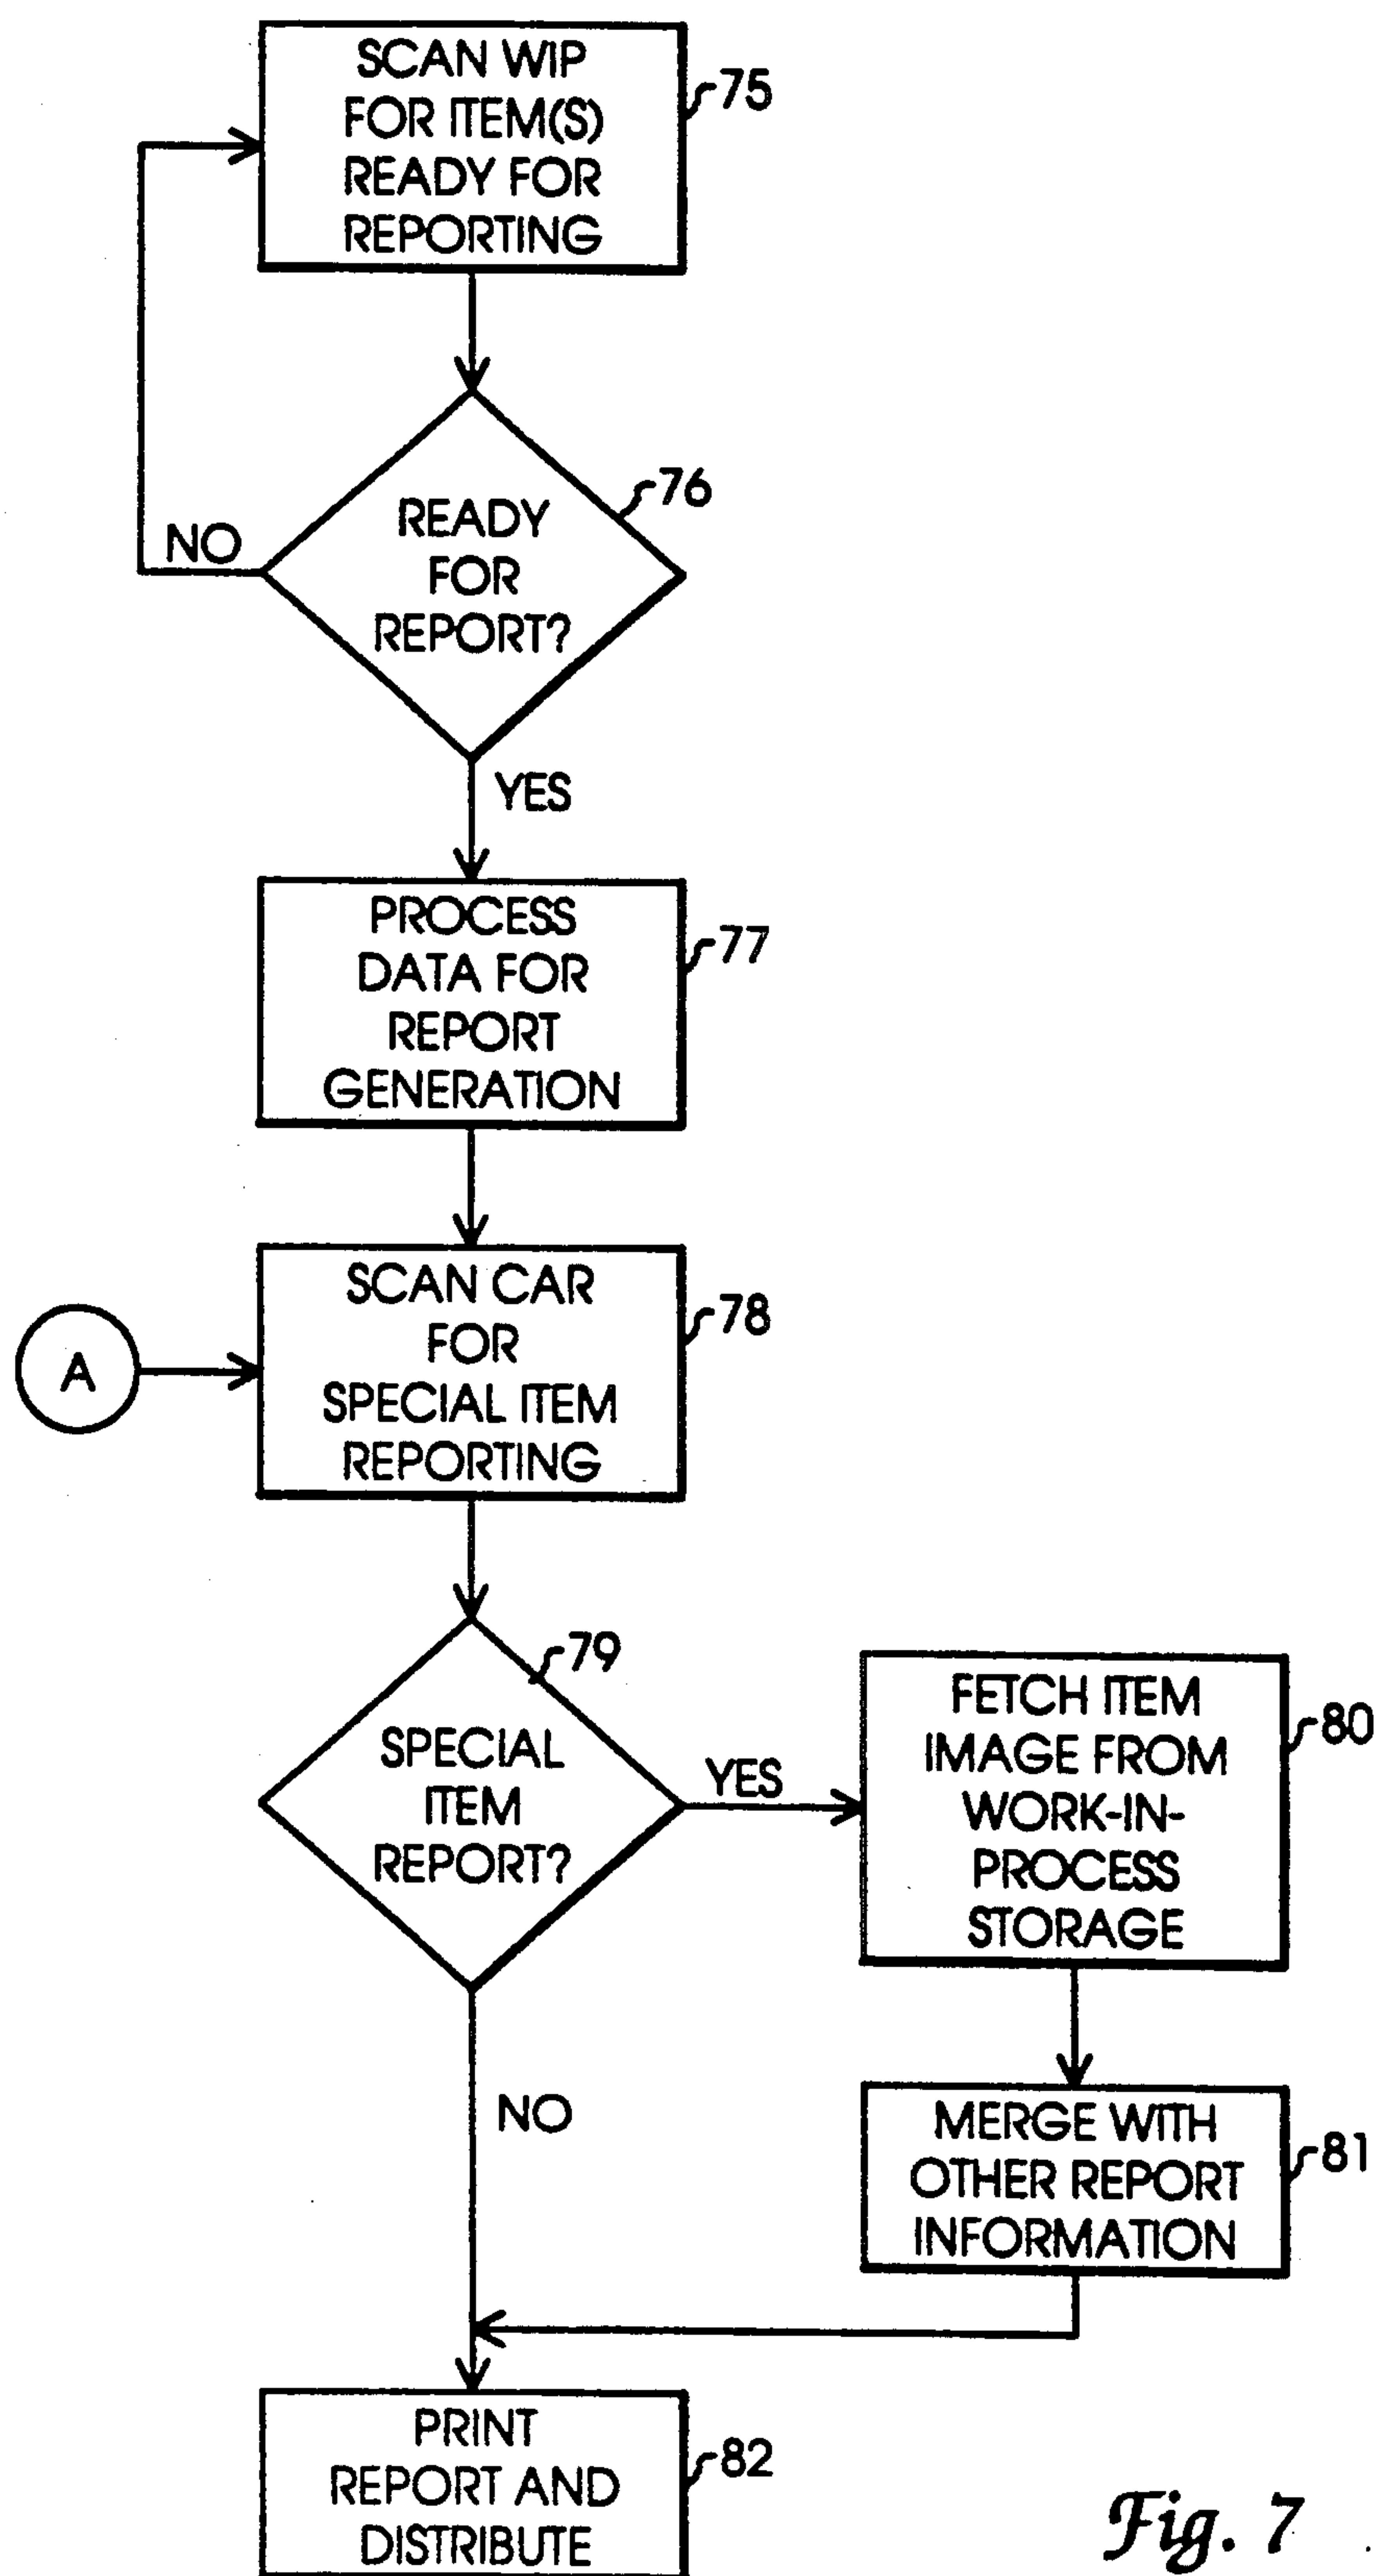 SCAN WIP
FOR ITEM(S)
READY FOR
REPORTING
75
READY
FOR
REPORT?
76
NO
YES
PROCESS
DATA FOR
REPORT
GENERATION
77
SCAN CAR
FOR
SPECIAL ITEM
REPORTING
78
A
SPECIAL
ITEM
REPORT?
79
YES
NO
FETCH ITEM
IMAGE FROM
WORK-IN-
PROCESS
STORAGE
80
MERGE WITH
OTHER REPORT
INFORMATION
81
PRINT
REPORT AND
DISTRIBUTE
82
Fig. 7